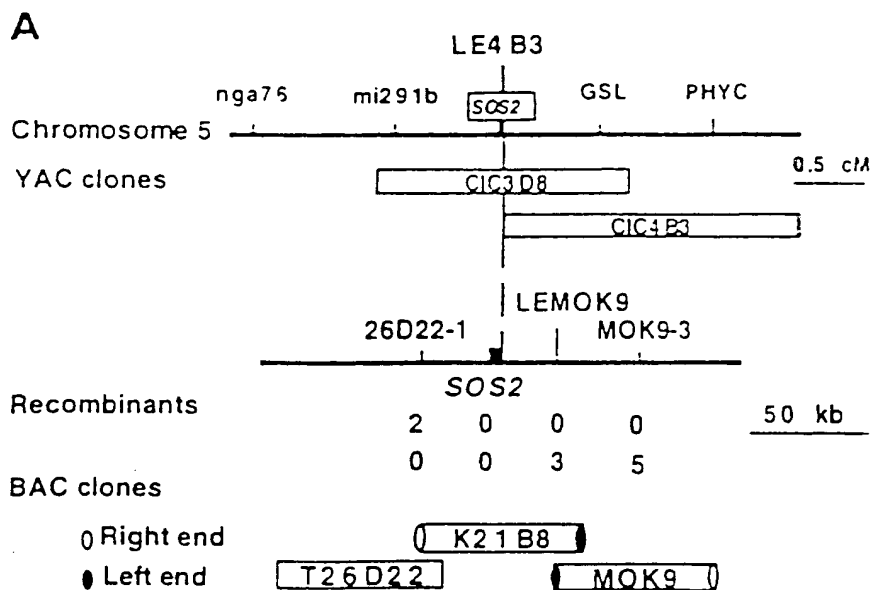 A
LE4 B3
nga76 mi291b SOS2 GSL PHYC
Chromosome 5
YAC clones CIC3 D8 0.5 cM
CIC4 B3
LEMOK9
26D22-1 MOK9-3
SOS2
Recombinants
2 0 0 0 50 kb
0 0 3 5
BAC clones
Right end K21B8
Left end T26D22 MOK9